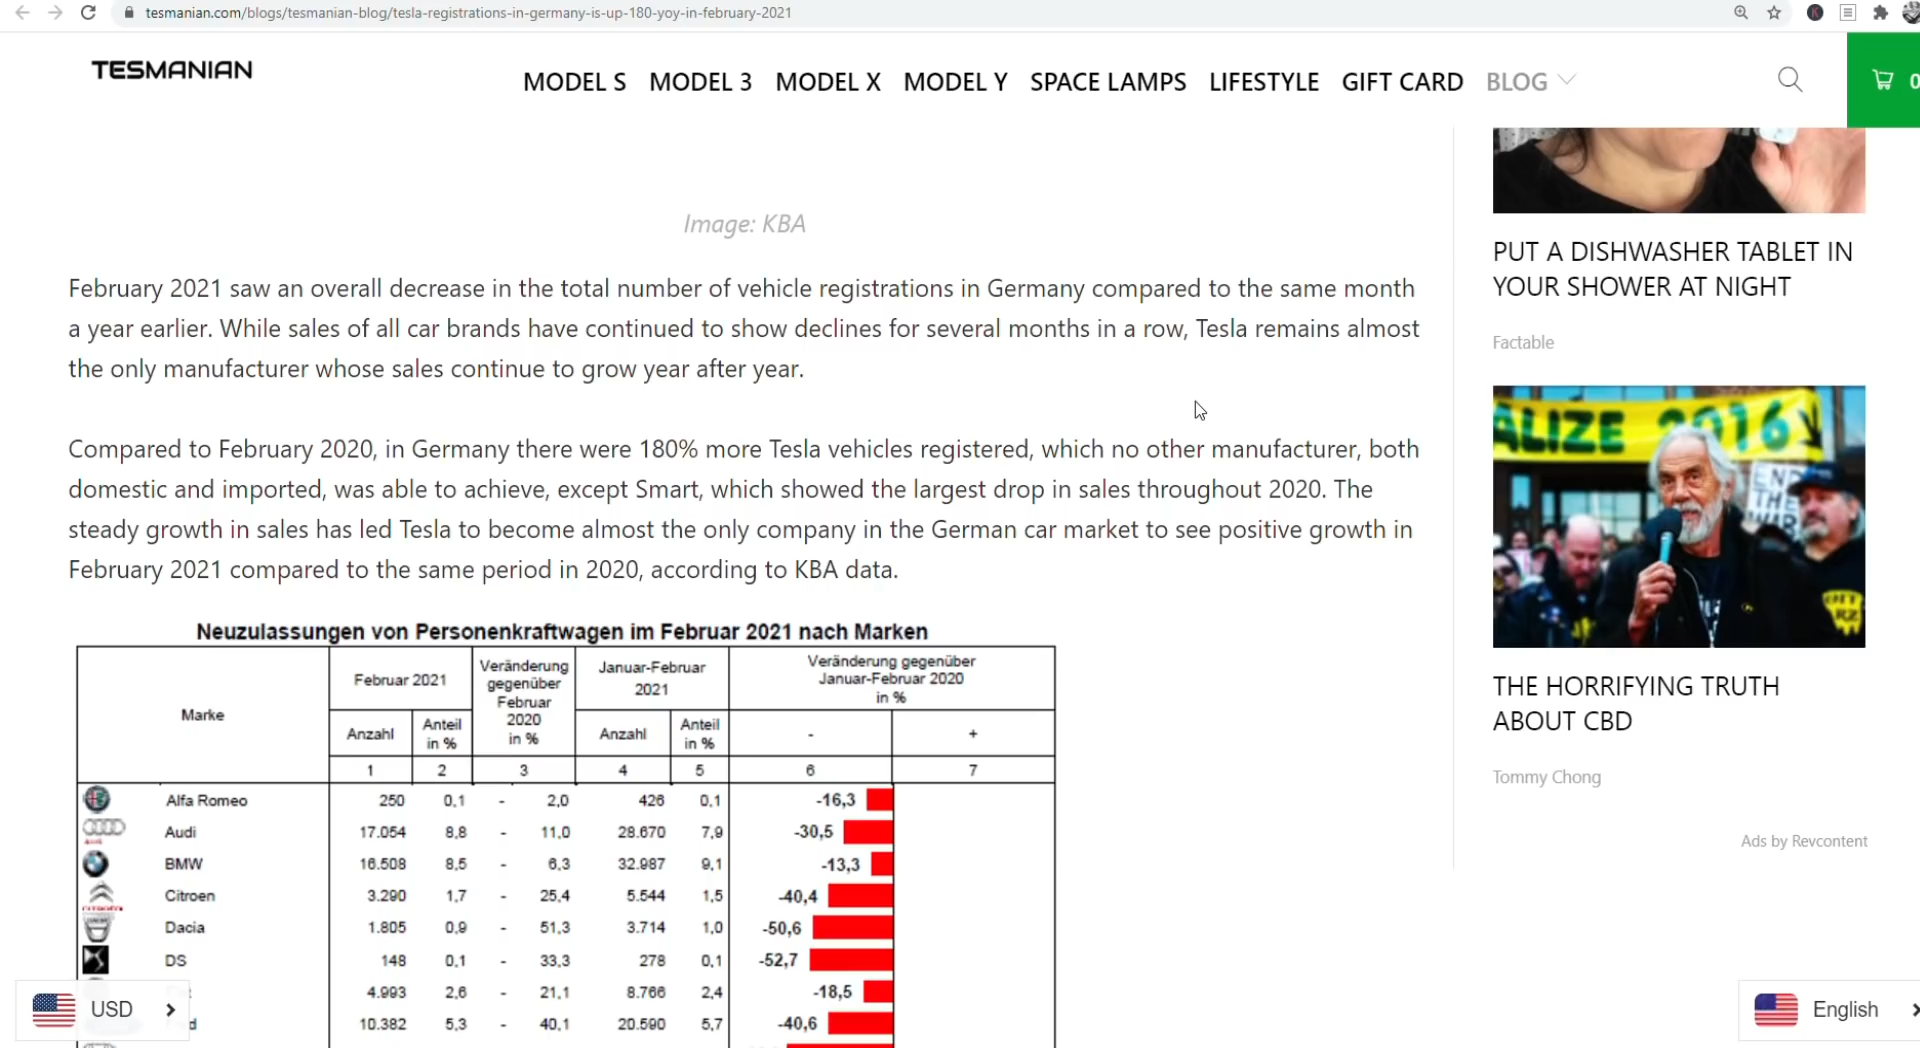 tesmanian.com/blogs/tesmanian-blog/tesla-registrations-in-germany-is-up-180-yoy-in-february-2021
TESMANIAN
MODEL S MODEL 3 MODEL X MODEL Y SPACE LAMPS LIFESTYLE GIFT CARD BLOG
0
Image: KBA
February 2021 saw an overall decrease in the total number of vehicle registrations in Germany compared to the same month
a year earlier. While sales of all car brands have continued to show declines for several months in a row, Tesla remains almost
the only manufacturer whose sales continue to grow year after year.
Compared to February 2020, in Germany there were 180% more Tesla vehicles registered, which no other manufacturer, both
domestic and imported, was able to achieve, except Smart, which showed the largest drop in sales throughout 2020. The
steady growth in sales has led Tesla to become almost the only company in the German car market to see positive growth in
February 2021 compared to the same period in 2020, according to KBA data.
Neuzulassungen von Personenkraftwagen im Februar 2021 nach Marken
Marke
Februar 2021
Veränderung
gegenüber
Februar
2020
in %
Januar-Februar
2021
Veränderung gegenüber
Januar-Februar 2020
in %
Anzahl
Anteil
in %
Anzahl
Anteil
in %
- +
1 2 3 4 5 6 7
Alfa Romeo 250 0,1 - 2,0 426 0,1 -16,3
Audi 17.054 8,8 - 11,0 28.670 7,9 -30,5
BMW 16.508 8,5 - 6,3 32.987 9,1 -13,3
Citroen 3.290 1,7 - 25,4 5.544 1,5 -40,4
Dacia 1.805 0,9 - 51,3 3.714 1,0 -50,6
DS 148 0,1 - 33,3 278 0,1 -52,7
4.993 2,6 - 21,1 8.766 2,4 -18,5
d 10.382 5,3 - 40,1 20.590 5,7 -40,6
USD
PUT A DISHWASHER TABLET IN
YOUR SHOWER AT NIGHT
Factable
ALIZE 2016
END
THE
THE HORRIFYING TRUTH
ABOUT CBD
Tommy Chong
Ads by Revcontent
English